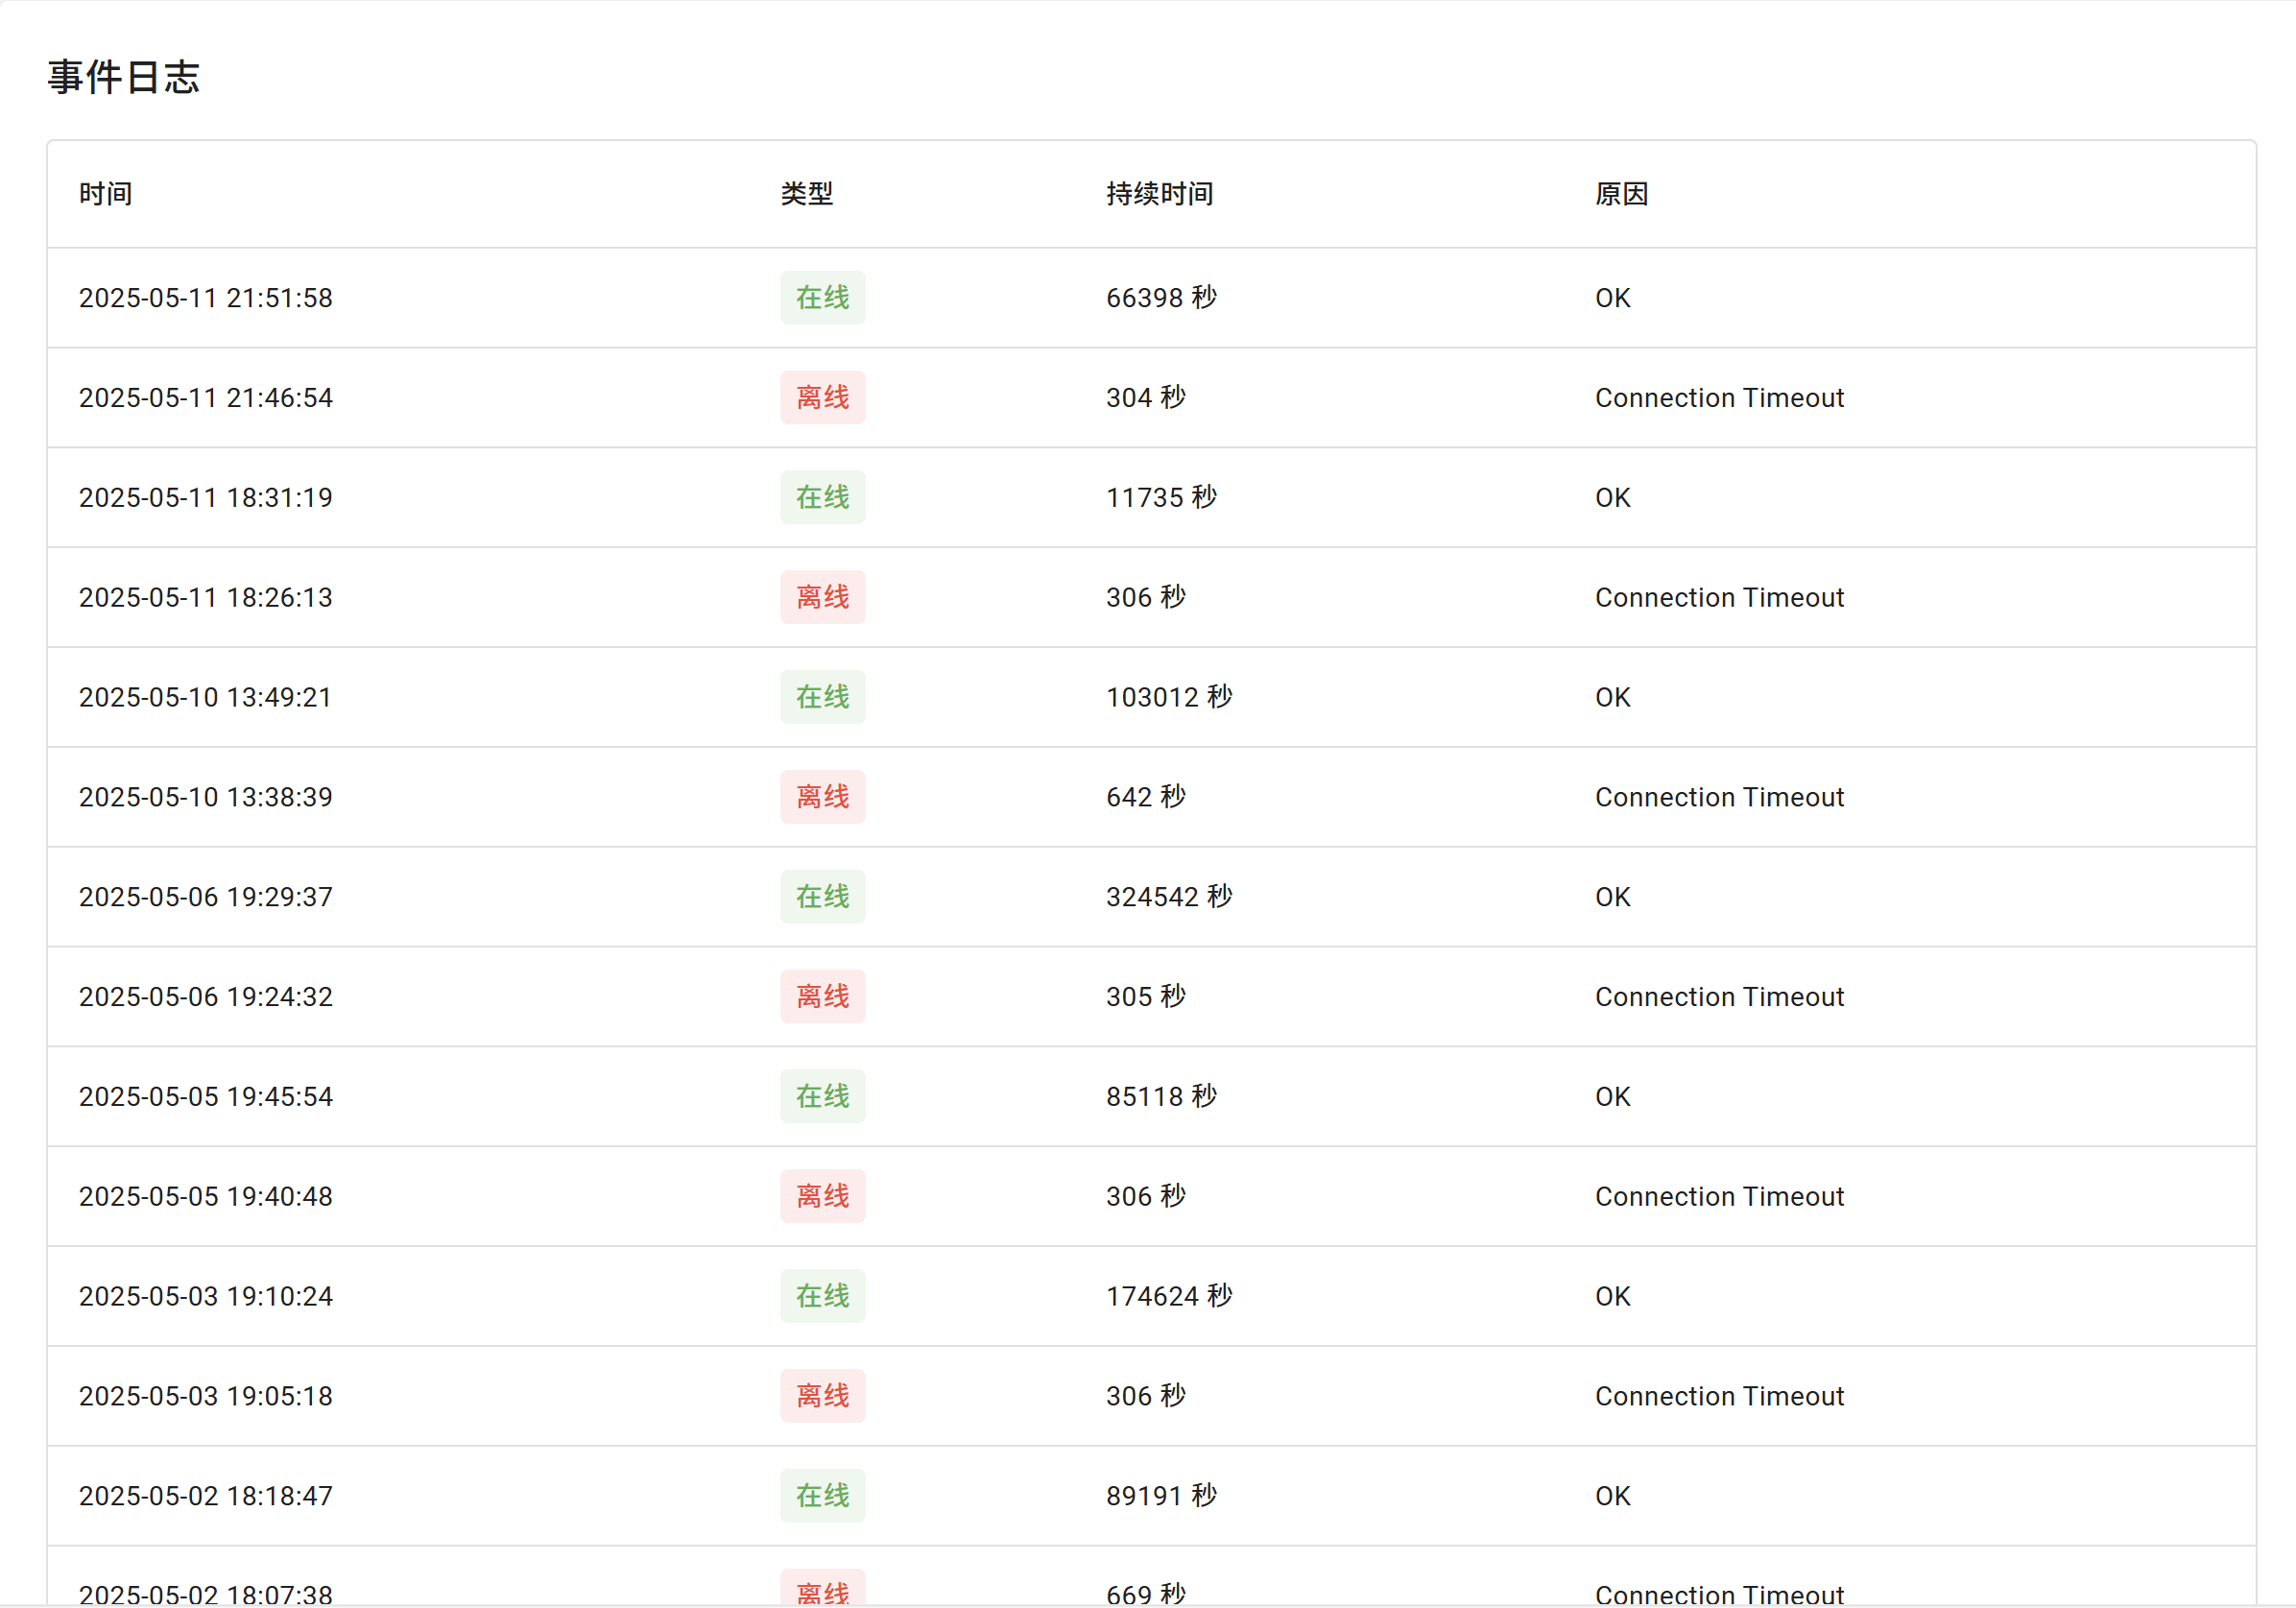 事件日志
时间 类型 持续时间 原因
2025-05-11 21:51:58 在线 66398 秒 OK
2025-05-11 21:46:54 离线 304 秒 Connection Timeout
2025-05-11 18:31:19 在线 11735 秒 OK
2025-05-11 18:26:13 离线 306 秒 Connection Timeout
2025-05-10 13:49:21 在线 103012 秒 OK
2025-05-10 13:38:39 离线 642 秒 Connection Timeout
2025-05-06 19:29:37 在线 324542 秒 OK
2025-05-06 19:24:32 离线 305 秒 Connection Timeout
2025-05-05 19:45:54 在线 85118 秒 OK
2025-05-05 19:40:48 离线 306 秒 Connection Timeout
2025-05-03 19:10:24 在线 174624 秒 OK
2025-05-03 19:05:18 离线 306 秒 Connection Timeout
2025-05-02 18:18:47 在线 89191 秒 OK
2025-05-02 18:07:38 离线 669 秒 Connection Timeout